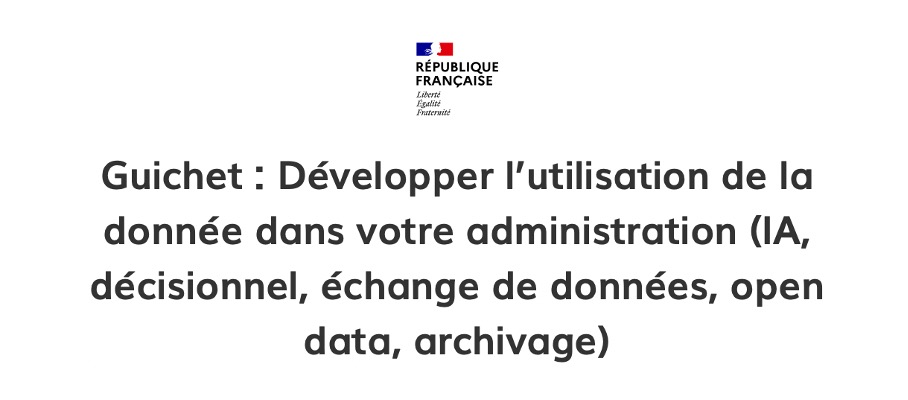 RÉPUBLIQUE
FRANÇAISE
Liberté
Égalité
Fraternité
Guichet : Développer l’utilisation de la
donnée dans votre administration (IA,
décisionnel, échange de données, open
data, archivage)